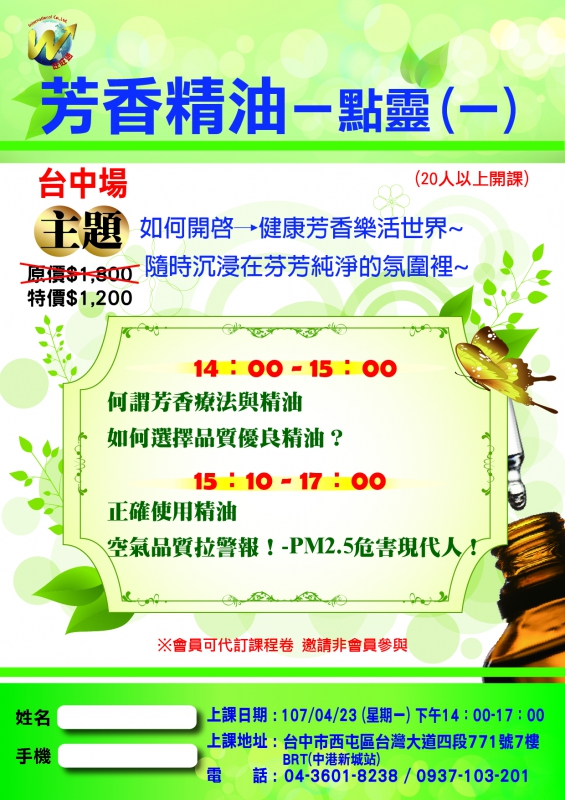 International Co.,Ltd.
芳香精油一點靈(一)
台中場
(20人以上開課)
主題
如何開啓→健康芳香樂活世界~
隨時沉浸在芬芳純淨的氛圍裡~
原價$1,800
特價$1,200
14:00-15:00
何謂芳香療法與精油
如何選擇品質優良精油?
15:10-17:00
正確使用精油
空氣品質拉警報!-PM2.5危害現代人!
※會員可代訂課程卷 邀請非會員參與
姓名
手機
上課日期:107/04/23(星期一)下午14:00-17:00
上課地址:台中市西屯區台灣大道四段771號7樓
BRT(中港新城站)
電 話:04-3601-8238 / 0937-103-201